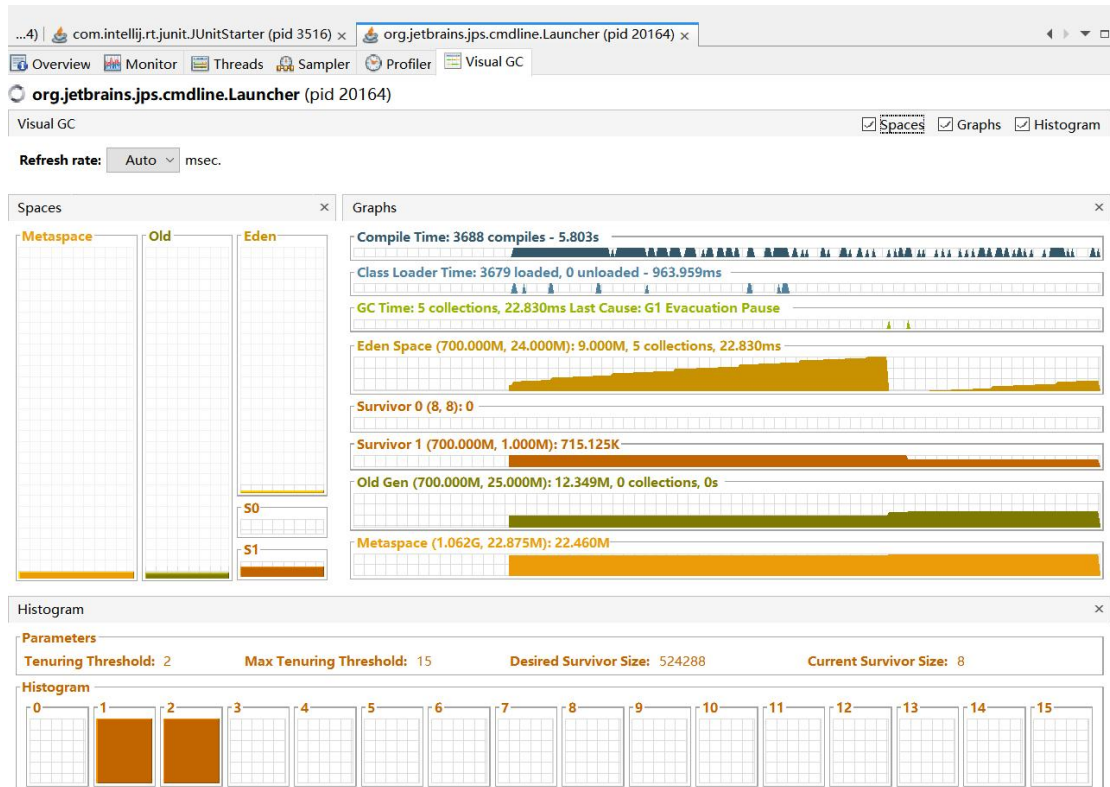 ...4) com.intellij.rt.junit.JUnitStarter (pid 3516) × org.jetbrains.jps.cmdline.Launcher (pid 20164) ×
Overview Monitor Threads Sampler Profiler Visual GC
org.jetbrains.jps.cmdline.Launcher (pid 20164)
Visual GC Spaces Graphs Histogram
Refresh rate: Auto msec.
Spaces × Graphs ×
Metaspace Old Eden
Compile Time: 3688 compiles - 5.803s
Class Loader Time: 3679 loaded, 0 unloaded - 963.959ms
GC Time: 5 collections, 22.830ms Last Cause: G1 Evacuation Pause
Eden Space (700.000M, 24.000M): 9.000M, 5 collections, 22.830ms
Survivor 0 (8, 8): 0
Survivor 1 (700.000M, 1.000M): 715.125K
Old Gen (700.000M, 25.000M): 12.349M, 0 collections, 0s
S0
Metaspace (1.062G, 22.875M): 22.460M
S1
Histogram ×
Parameters
Tenuring Threshold: 2 Max Tenuring Threshold: 15 Desired Survivor Size: 524288 Current Survivor Size: 8
Histogram
0 1 2 3 4 5 6 7 8 9 10 11 12 13 14 15